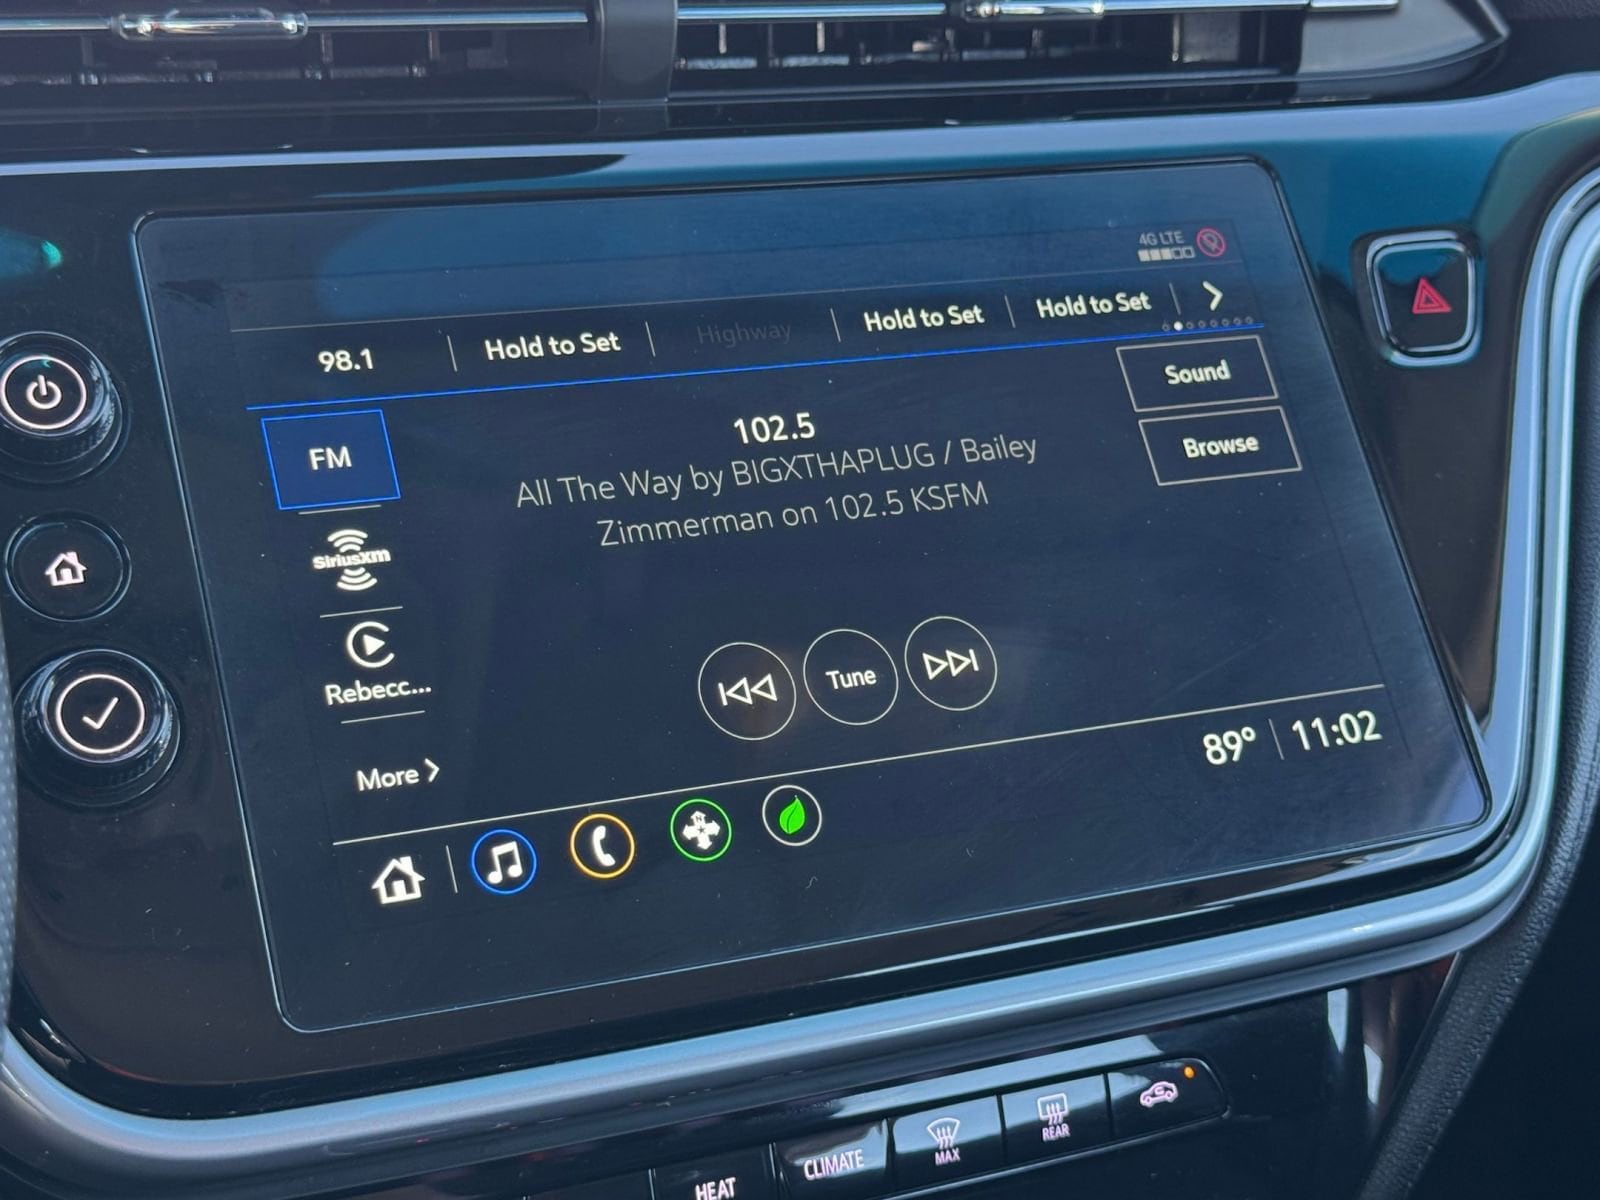 4G LTE
98.1
Hold to Set
Highway
Hold to Set
Hold to Set
FM
102.5
All The Way by BIGXTHAPLUG / Bailey
Zimmerman on 102.5 KSFM
Sound
Browse
SiriusXM
Rebecc...
More
Tune
89° 11:02
HEAT
CLIMATE
MAX
REAR